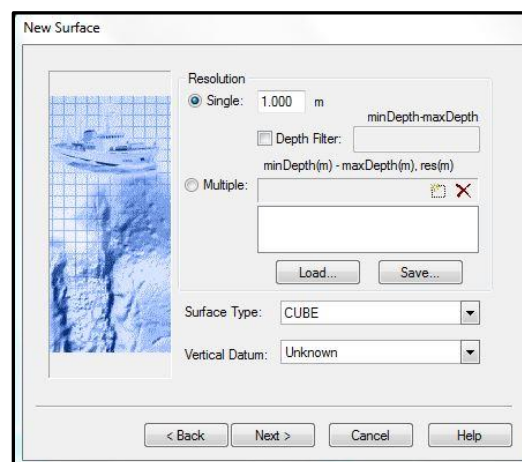 New Surface
Resolution
Single: 1.000 m
minDepth-maxDepth
Depth Filter:
minDepth(m) - maxDepth(m), res(m)
Multiple:
Load... Save...
Surface Type: CUBE
Vertical Datum: Unknown
< Back Next > Cancel Help